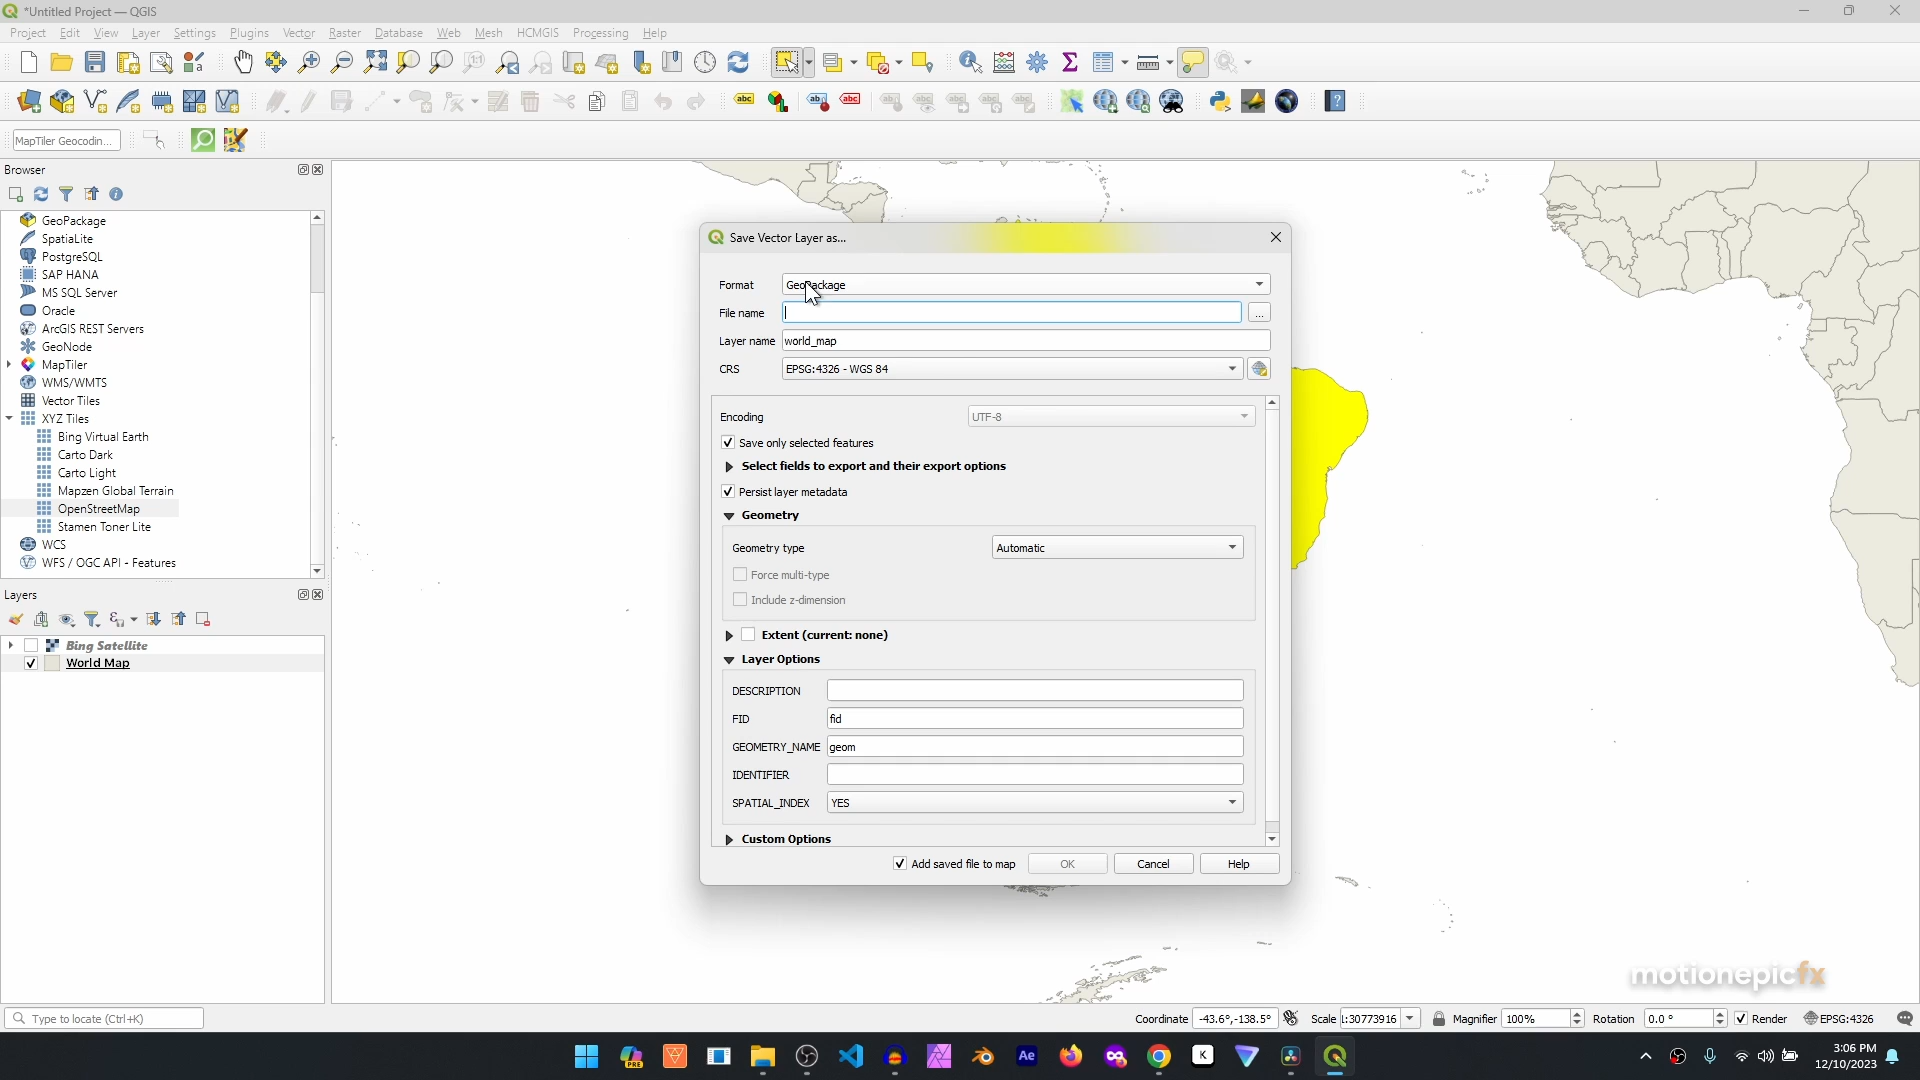 *Untitled Project — QGIS
Project Edit View Layer Settings Plugins Vector Raster Database Web Mesh HCMGIS Processing Help
MapTiler Geocodin...
Browser
GeoPackage
SpatiaLite
PostgreSQL
SAP HANA
MS SQL Server
Oracle
ArcGIS REST Servers
GeoNode
MapTiler
WMS/WMTS
Vector Tiles
XYZ Tiles
Bing Virtual Earth
Carto Dark
Carto Light
Mapzen Global Terrain
OpenStreetMap
Stamen Toner Lite
WCS
WFS / OGC API - Features
Layers
Bing Satellite
World Map
Save Vector Layer as...
Format GeoPackage
File name ...
Layer name world_map
CRS EPSG:4326 - WGS 84
Encoding UTF-8
Save only selected features
Select fields to export and their export options
Persist layer metadata
Geometry
Geometry type Automatic
Force multi-type
Include z-dimension
Extent (current: none)
Layer Options
DESCRIPTION
FID fid
GEOMETRY_NAME geom
IDENTIFIER
SPATIAL_INDEX YES
Custom Options
Add saved file to map OK Cancel Help
motionepicfx
Type to locate (Ctrl+K) Coordinate -43.6°,-138.5° Scale 1:30773916 Magnifier 100% Rotation 0.0 ° Render EPSG:4326
3:06 PM
12/10/2023